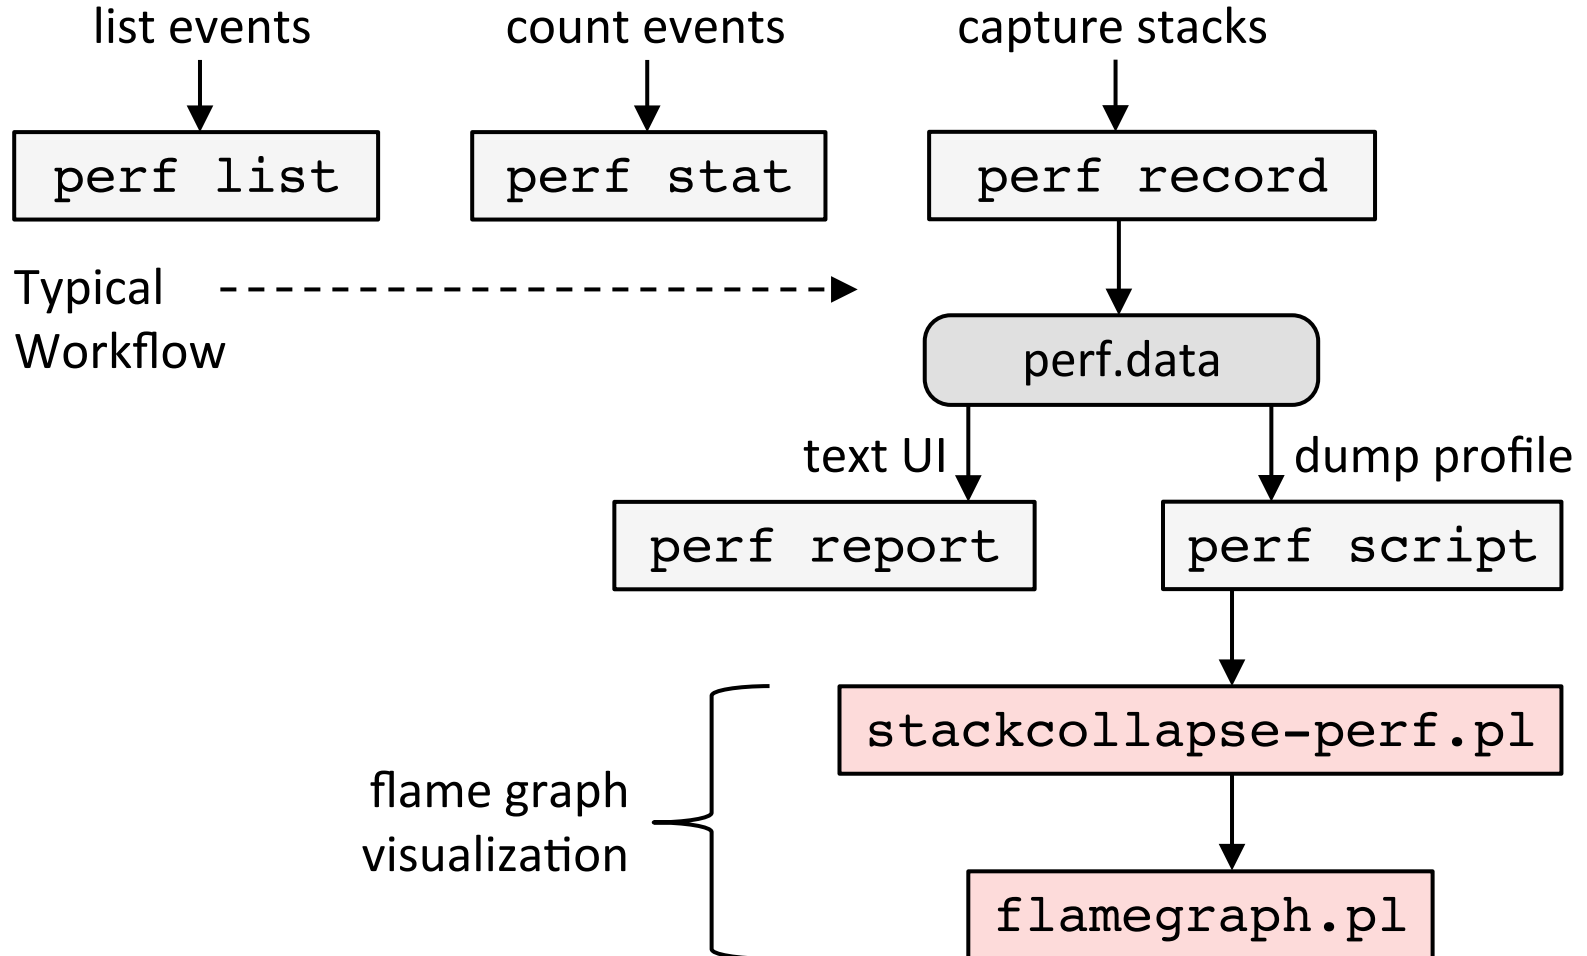 list events
count events
capture stacks
perf list
perf stat
perf record
Typical
Workflow
perf.data
text UI
dump profile
perf report
perf script
stackcollapse-perf.pl
flame graph
visualization
flamegraph.pl